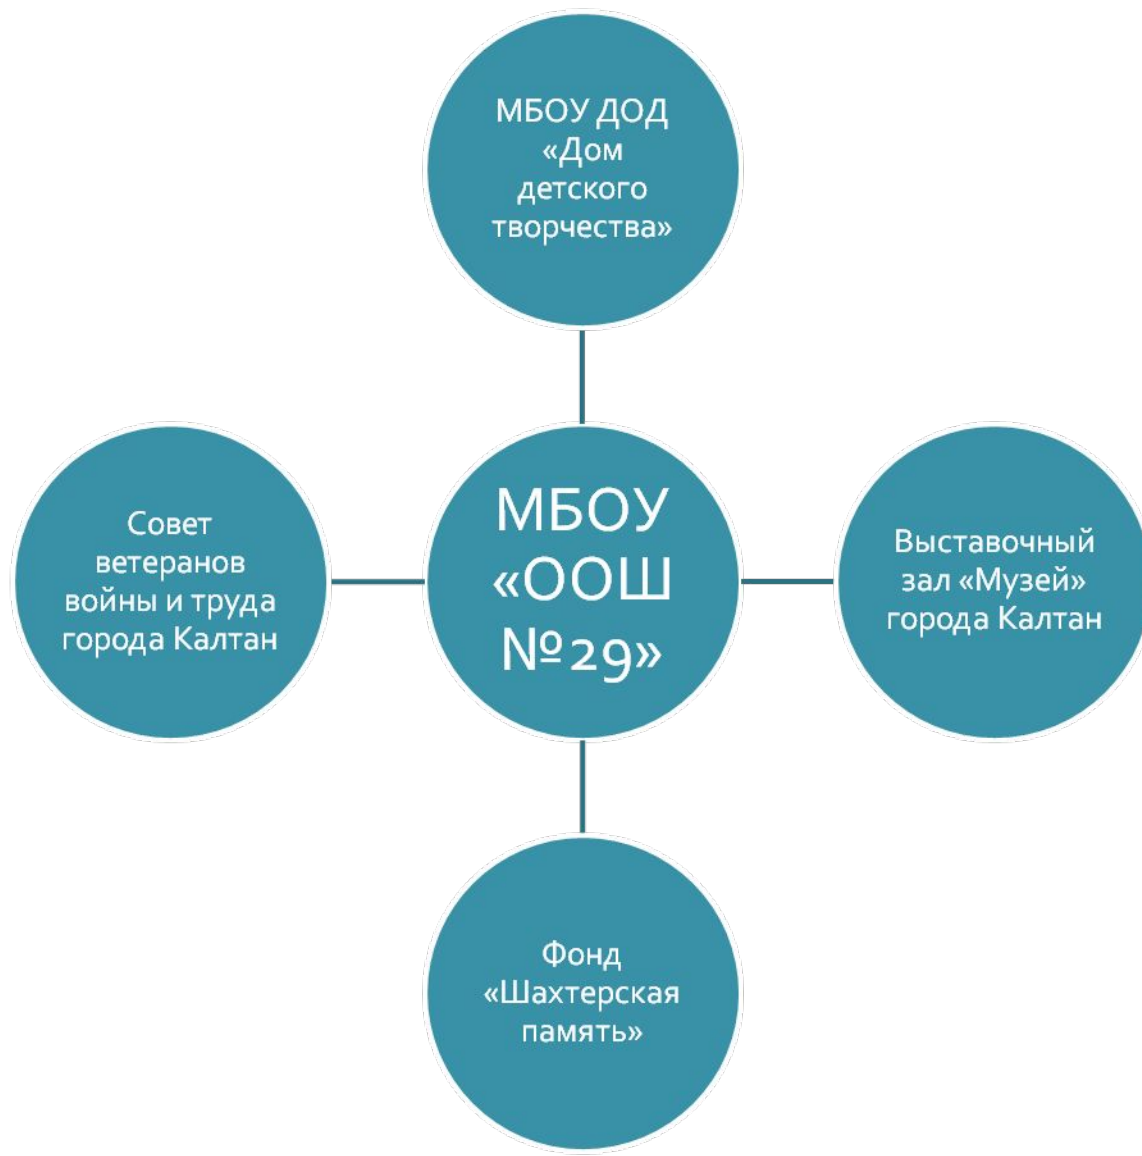 МБОУ ДОД
«Дом
детского
творчества»
Совет
ветеранов
войны и труда
города Калтан
МБОУ
«ООШ
№29»
Выставочный
зал «Музей»
города Калтан
Фонд
«Шахтерская
память»